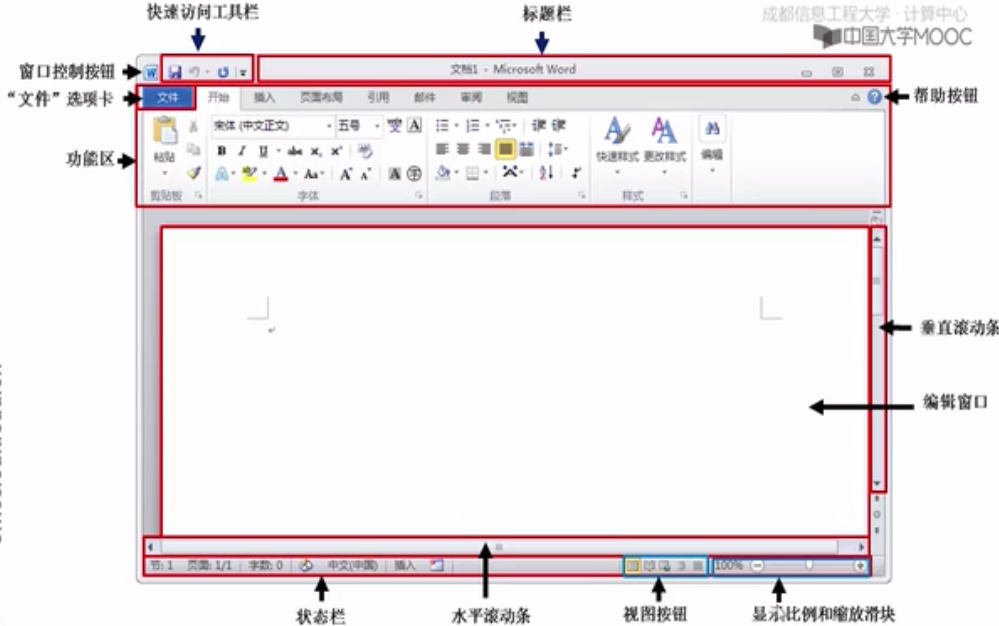 快速访问工具栏
标题栏
成都信息工程大学·计算中心
中国大学MOOC
窗口控制按钮
文档1 - Microsoft Word
“文件”选项卡
文件 开始 插入 页面布局 引用 邮件 审阅 视图
帮助按钮
功能区
粘贴
宋体 (中文正文) 五号
快速样式 更改样式 编辑
剪贴板 字体 段落 样式
垂直滚动条
编辑窗口
节: 1 页面: 1/1 字数: 0 中文(中国) 插入 100%
状态栏
水平滚动条
视图按钮
显示比例和缩放滑块